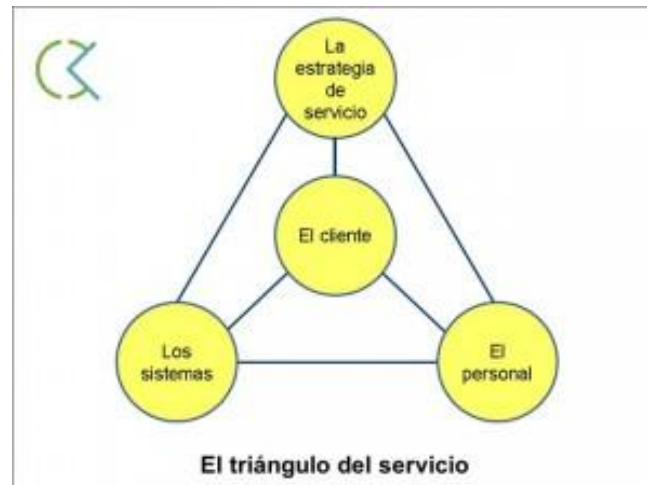 La
estrategia
de
servicio
El cliente
Los
sistemas
El
personal
El triángulo del servicio